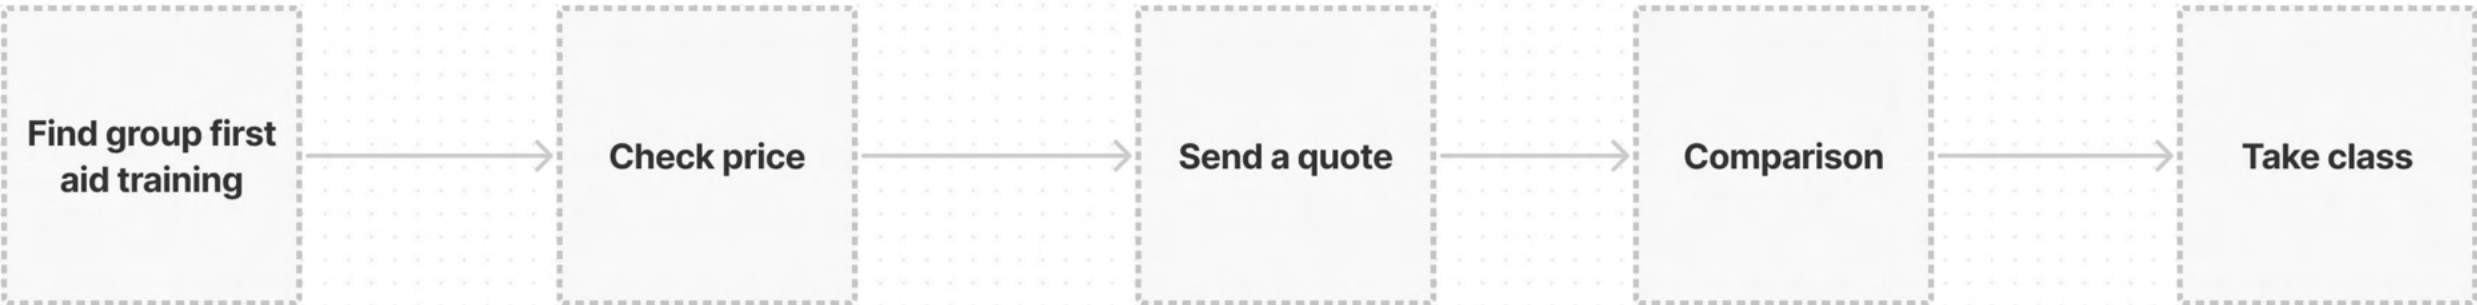 Find group first
aid training
Check price
Send a quote
Comparison
Take class